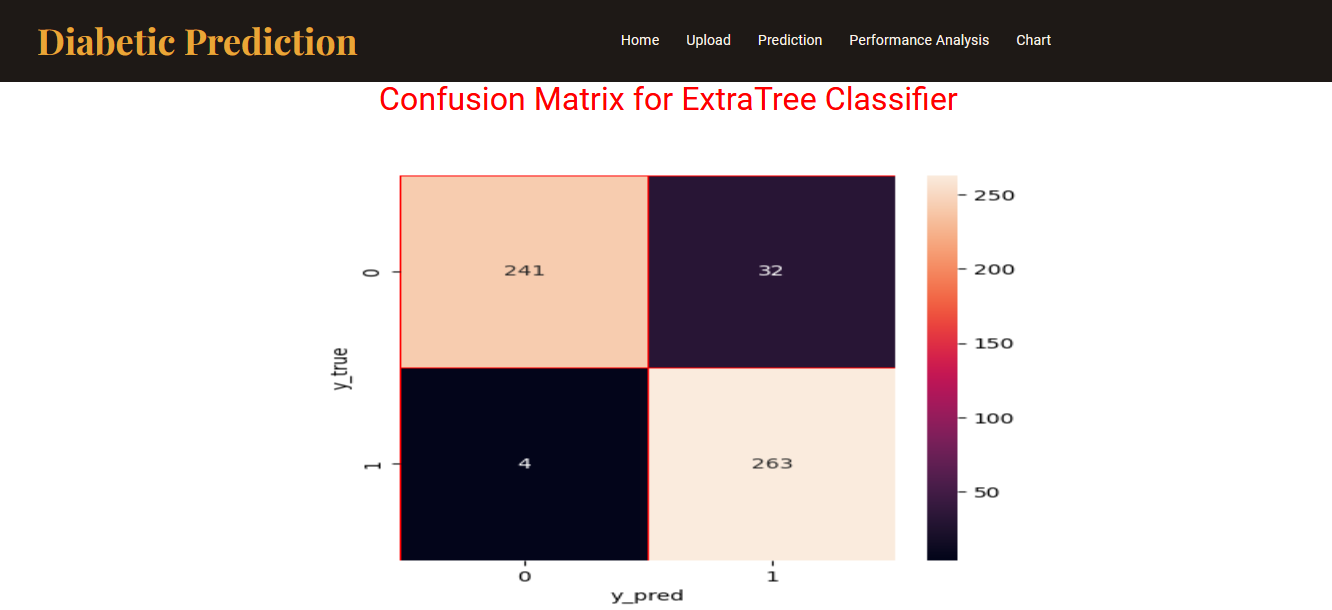 Diabetic Prediction
Home Upload Prediction Performance Analysis Chart
Confusion Matrix for ExtraTree Classifier
250
200
150
100
50
0
241 32
y_true
1
4 263
0 1
y_pred